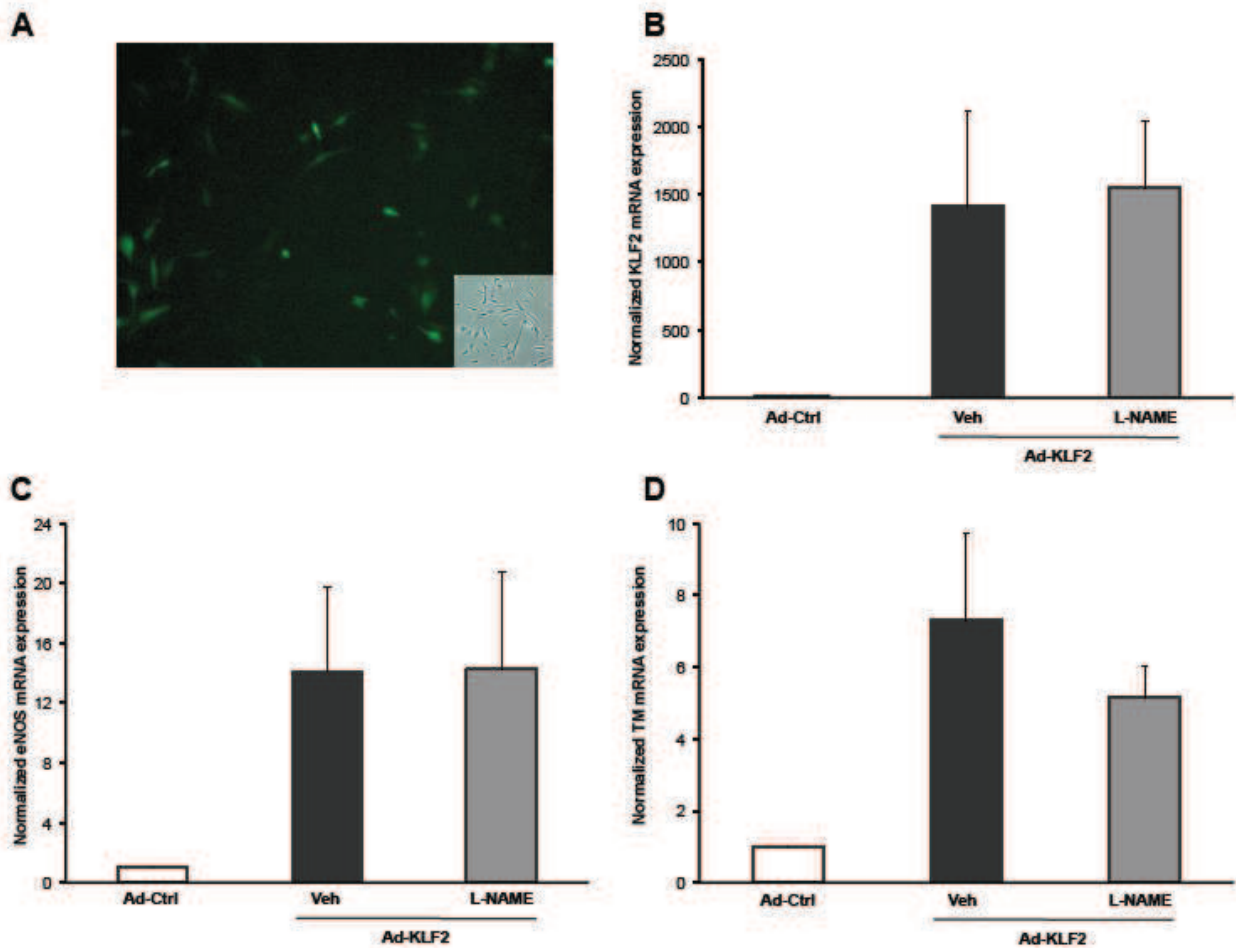 A
B
Normalized KLF2 mRNA expression
2500
2000
1500
1000
500
0
Ad-Ctrl Veh L-NAME
Ad-KLF2
C
Normalized eNOS mRNA expression
24
20
16
12
8
4
0
Ad-Ctrl Veh L-NAME
Ad-KLF2
D
Normalized TM mRNA expression
10
8
6
4
2
0
Ad-Ctrl Veh L-NAME
Ad-KLF2